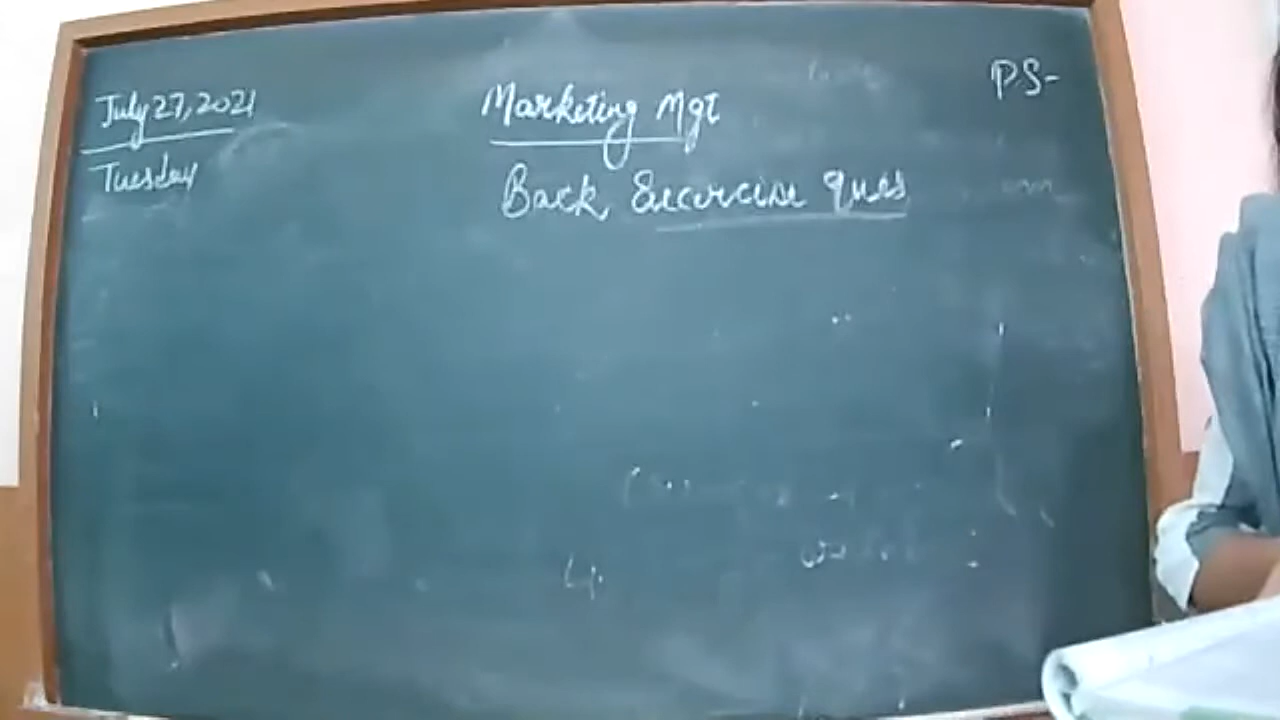 July 27, 2021
Tuesday
Marketing Mgt
Back Excercise Ques
PS-